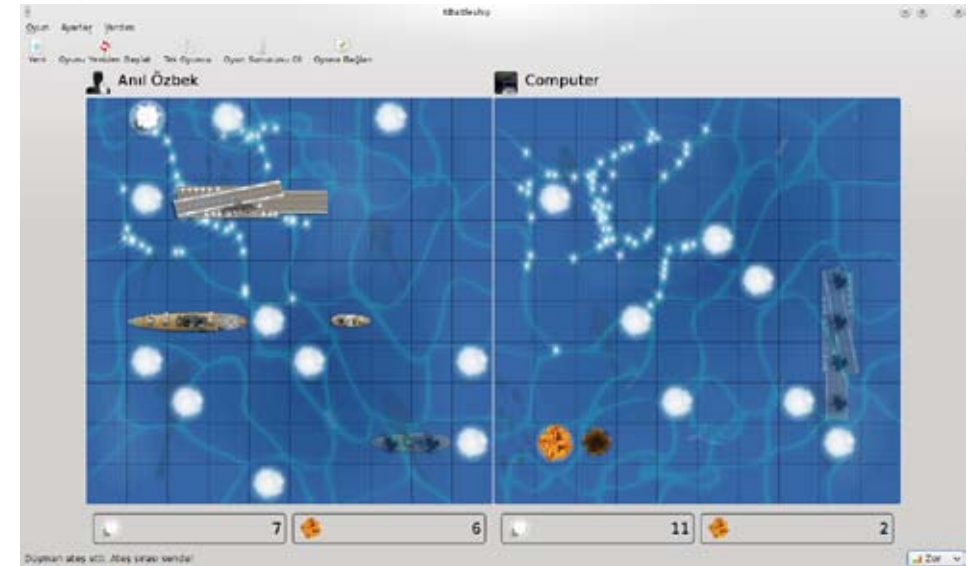 KBattleship
Oyun Ayarlar Yardım
Yeni Oyunu Yeniden Başlat Tek Oyuncu Oyun Sunucusu Ol Oyuna Bağlan
Anıl Özbek Computer
7 6 11 2
Düşman ateş etti. Ateş sırası sende! Zor